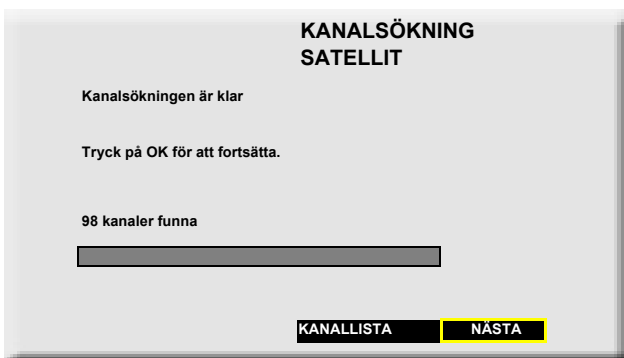 KANALSÖKNING
SATELLIT
Kanalsökningen är klar
Tryck på OK för att fortsätta.
98 kanaler funna
KANALLISTA NÄSTA